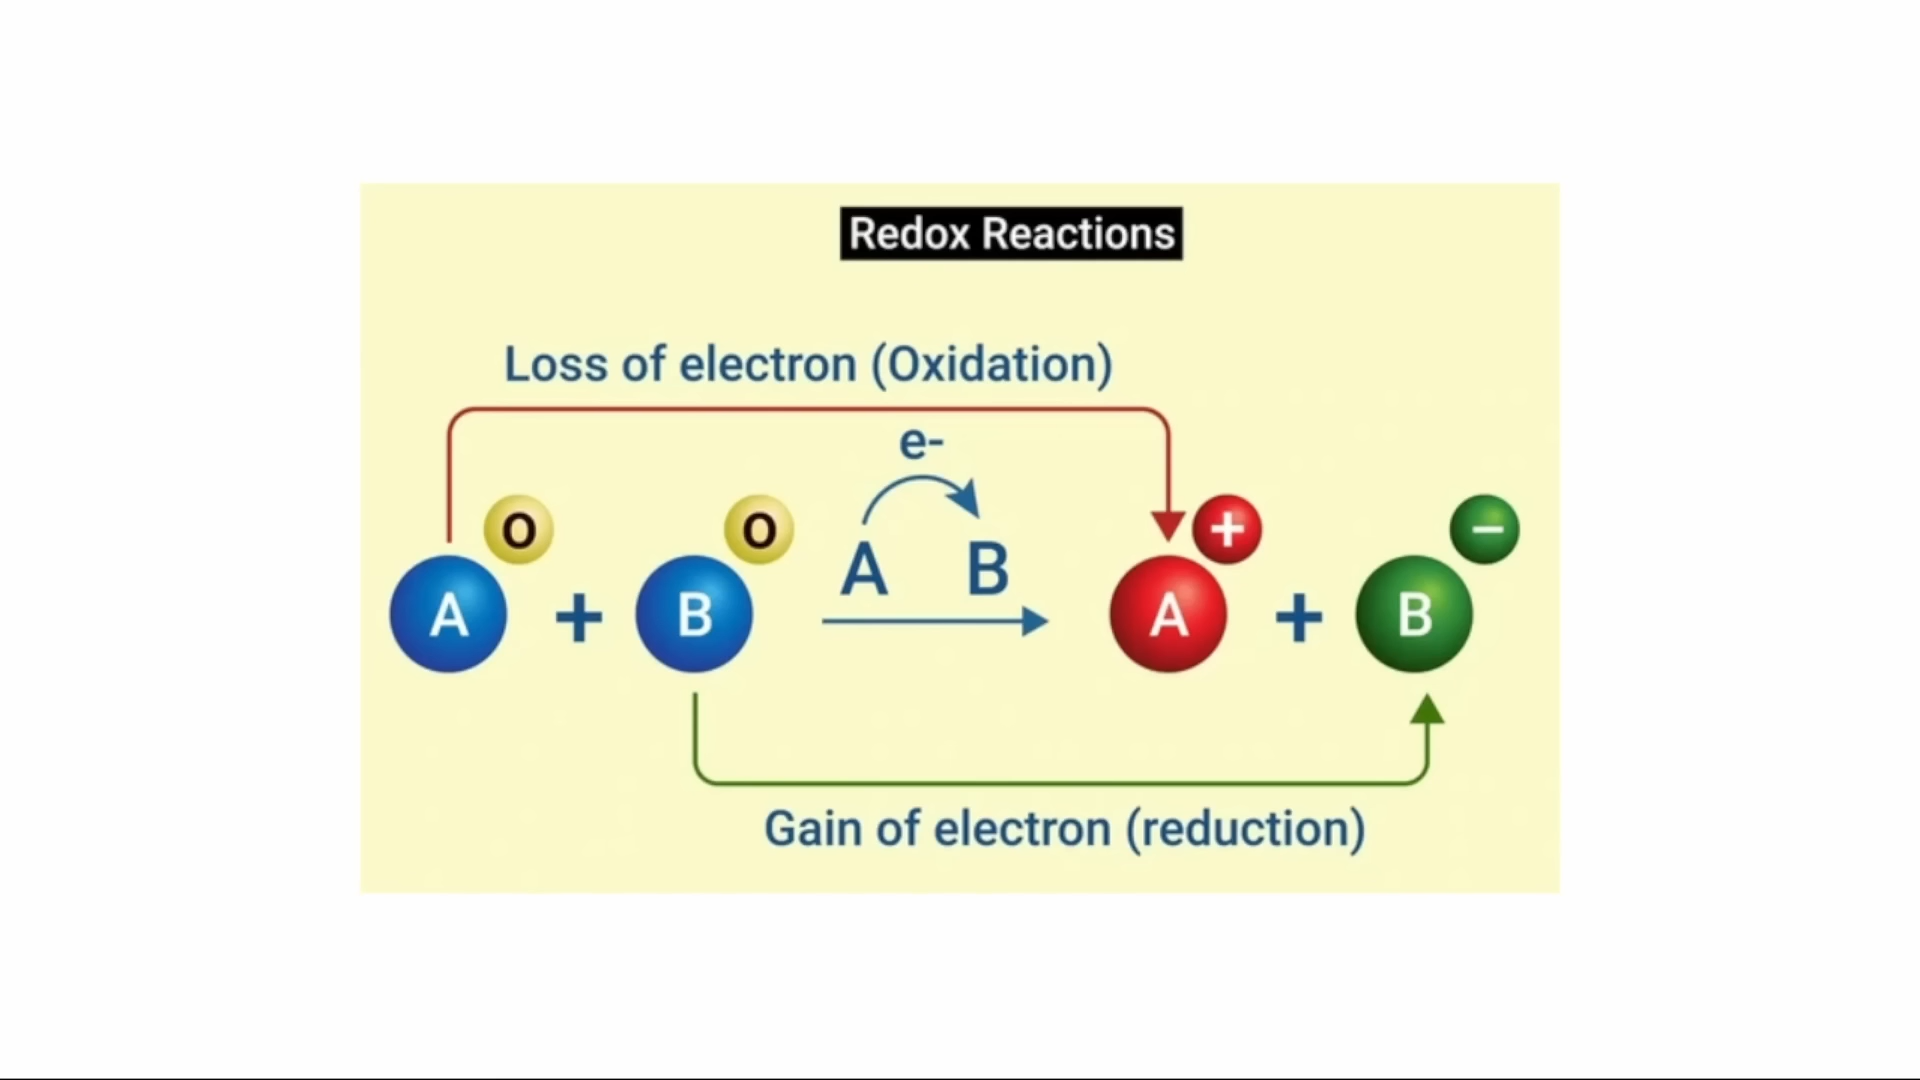 Redox Reactions
Loss of electron (Oxidation)
e-
A B
A O + B O A + + B −
Gain of electron (reduction)